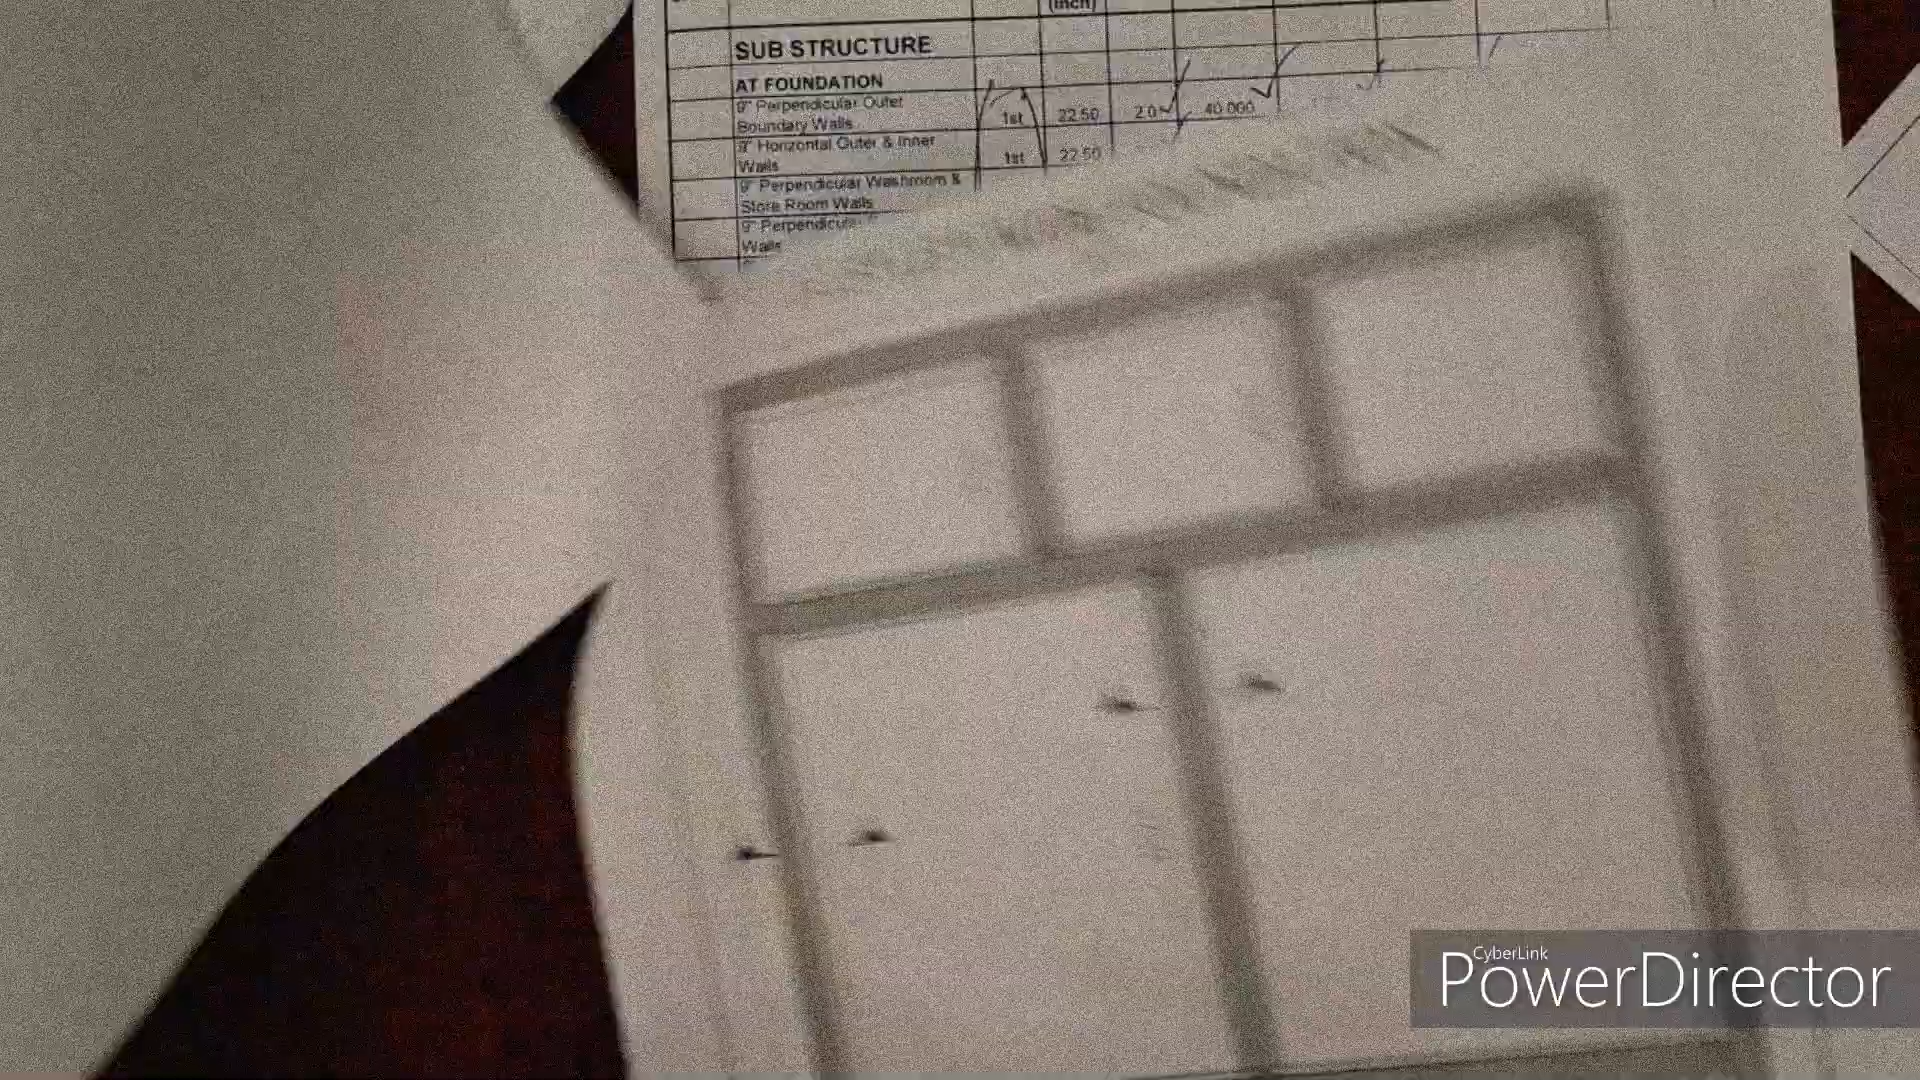 (inch)
SUB STRUCTURE
AT FOUNDATION
9" Perpendicular Outer
Boundary Walls 1st 22.50 2.0 40.000
9" Horizontal Outer & Inner
Walls 1st 22.50
9" Perpendicular Washroom &
Store Room Walls
9" Perpendicular
Walls
CyberLink
PowerDirector